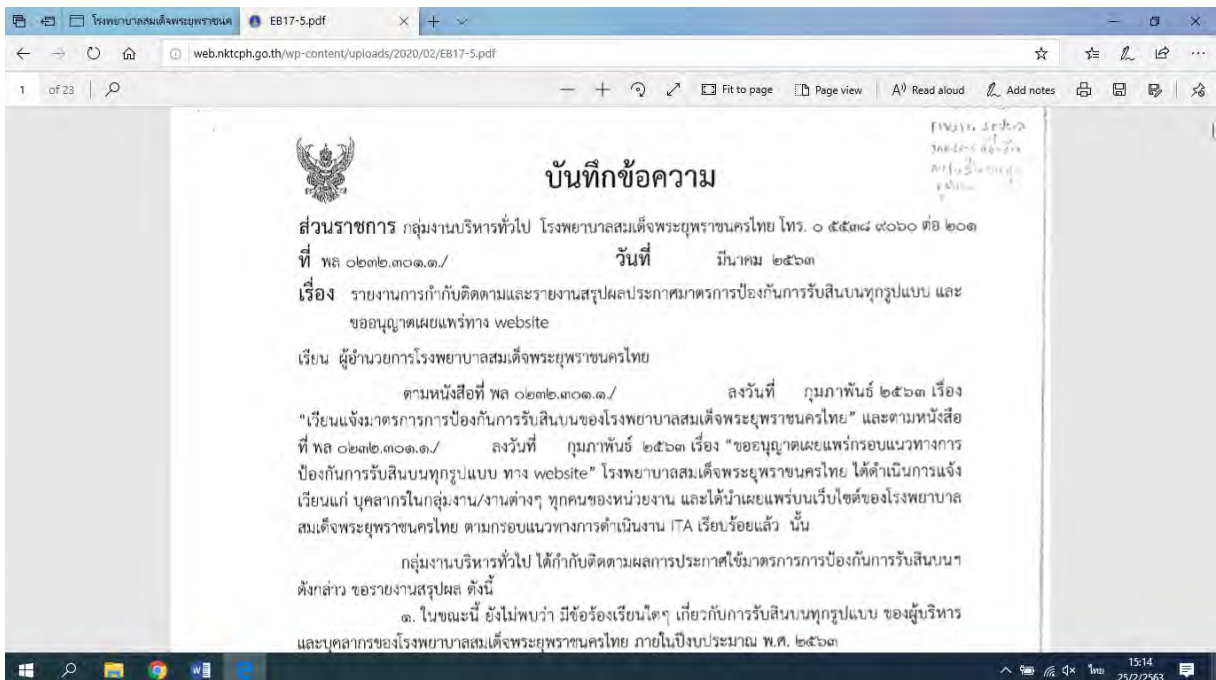 โรงพยาบาลสมเด็จพระยุพราชนค
EB17-5.pdf
web.nktcph.go.th/wp-content/uploads/2020/02/EB17-5.pdf
1 of 23
Fit to page
Page view
Read aloud
Add notes
บันทึกข้อความ
ส่วนราชการ กลุ่มงานบริหารทั่วไป โรงพยาบาลสมเด็จพระยุพราชนครไทย โทร. ๐ ๕๕๓๘ ๙๐๖๐ ต่อ ๒๐๑
ที่ พล ๐๒๓๒.๓๐๑.๑./ วันที่ มีนาคม ๒๕๖๓
เรื่อง รายงานการกำกับติดตามและรายงานสรุปผลประกาศมาตรการป้องกันการรับสินบนทุกรูปแบบ และ
ขออนุญาตเผยแพร่ทาง website
เรียน ผู้อำนวยการโรงพยาบาลสมเด็จพระยุพราชนครไทย
ตามหนังสือที่ พล ๐๒๓๒.๓๐๑.๑./ ลงวันที่ กุมภาพันธ์ ๒๕๖๓ เรื่อง
“เวียนแจ้งมาตรการการป้องกันการรับสินบนของโรงพยาบาลสมเด็จพระยุพราชนครไทย” และตามหนังสือ
ที่ พล ๐๒๓๒.๓๐๑.๑./ ลงวันที่ กุมภาพันธ์ ๒๕๖๓ เรื่อง “ขออนุญาตเผยแพร่กรอบแนวทางการ
ป้องกันการรับสินบนทุกรูปแบบ ทาง website” โรงพยาบาลสมเด็จพระยุพราชนครไทย ได้ดำเนินการแจ้ง
เวียนแก่ บุคลากรในกลุ่มงาน/งานต่างๆ ทุกคนของหน่วยงาน และได้นำเผยแพร่บนเว็บไซต์ของโรงพยาบาล
สมเด็จพระยุพราชนครไทย ตามกรอบแนวทางการดำเนินงาน ITA เรียบร้อยแล้ว นั้น
กลุ่มงานบริหารทั่วไป ได้กำกับติดตามผลการประกาศใช้มาตรการการป้องกันการรับสินบนฯ
ดังกล่าว ขอรายงานสรุปผล ดังนี้
๑. ในขณะนี้ ยังไม่พบว่า มีข้อร้องเรียนใดๆ เกี่ยวกับการรับสินบนทุกรูปแบบ ของผู้บริหาร
และบุคลากรของโรงพยาบาลสมเด็จพระยุพราชนครไทย ภายในปีงบประมาณ พ.ศ. ๒๕๖๓
ไทย
15:14
25/2/2563